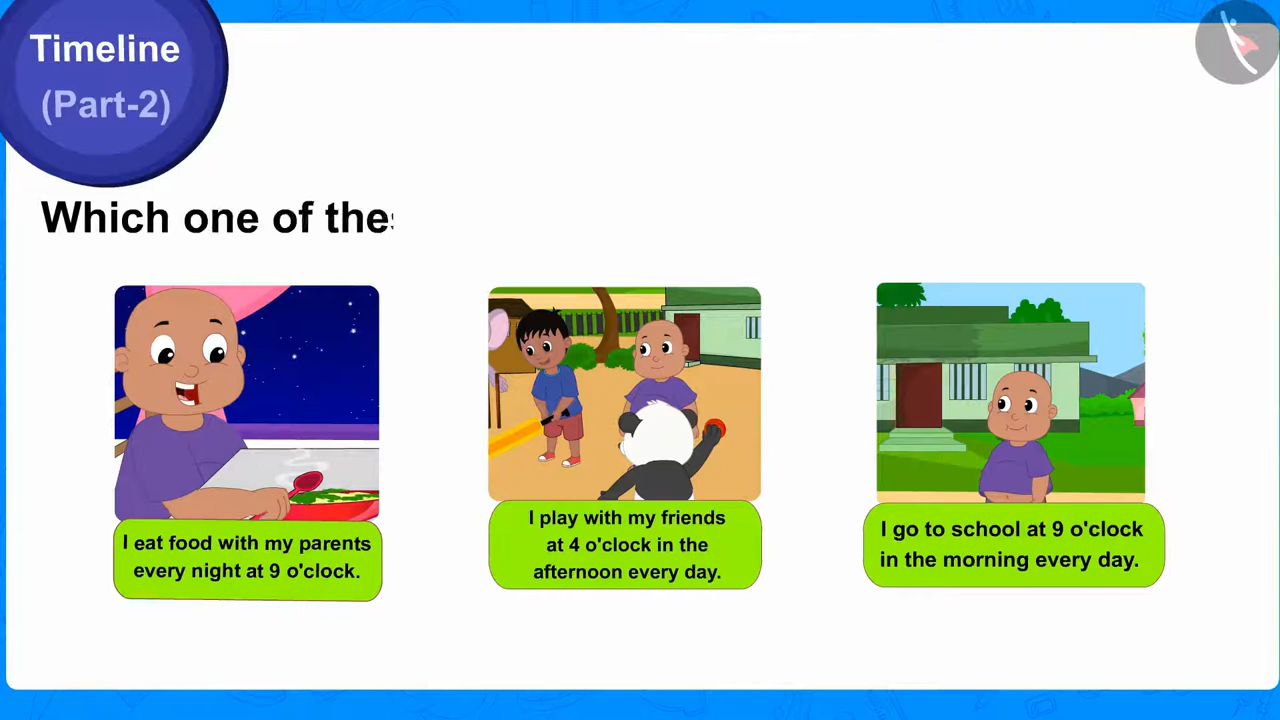 Timeline
(Part-2)
Which one of
I eat food with my parents
every night at 9 o'clock.
I play with my friends
at 4 o'clock in the
afternoon every day.
I go to school at 9 o'clock
in the morning every day.